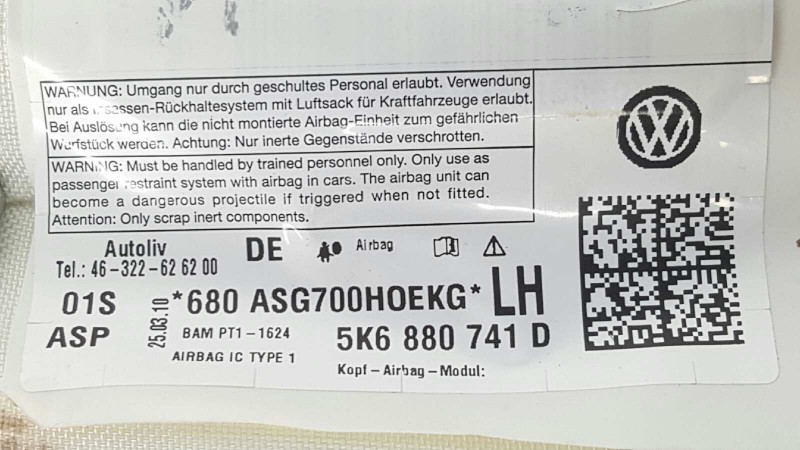 WARNUNG: Umgang nur durch geschultes Personal erlaubt. Verwendung
nur als Insassen-Rückhaltesystem mit Luftsack für Kraftfahrzeuge erlaubt.
Bei Auslösung kann die nicht montierte Airbag-Einheit zum gefährlichen
Wurfstück werden. Achtung: Nur inerte Gegenstände verschrotten.
WARNING: Must be handled by trained personnel only. Only use as
passenger restraint system with airbag in cars. The airbag unit can
become a dangerous projectile if triggered when not fitted.
Attention: Only scrap inert components.
Autoliv DE Airbag
Tel.: 46-322-62 62 00
01S 25.03.10 *680 ASG700HOEKG* LH
ASP BAM PT1-1624 5K6 880 741 D
AIRBAG IC TYPE 1
Kopf-Airbag-Modul:
VW